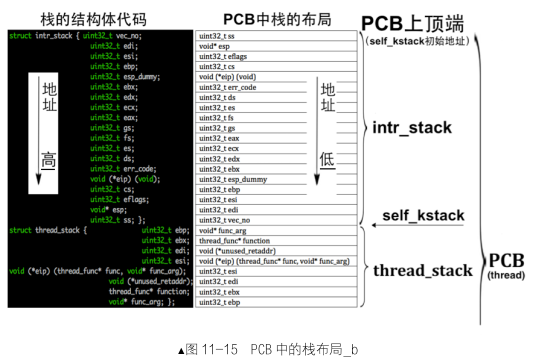 栈的结构体代码
struct intr_stack { uint32_t vec_no;
uint32_t edi;
uint32_t esi;
uint32_t ebp;
uint32_t esp_dummy;
uint32_t ebx;
uint32_t edx;
uint32_t ecx;
uint32_t eax;
uint32_t gs;
uint32_t fs;
uint32_t es;
uint32_t ds;
uint32_t err_code;
void (*eip) (void);
uint32_t cs;
uint32_t eflags;
void* esp;
uint32_t ss; };
struct thread_stack { uint32_t ebp;
uint32_t ebx;
uint32_t edi;
uint32_t esi;
void (*eip) (thread_func* func, void* func_arg);
void (*unused_retaddr);
thread_func* function;
void* func_arg; };
地
址
高
PCB中栈的布局
uint32_t ss
void* esp
uint32_t eflags
uint32_t cs
void (*eip) (void)
uint32_t err_code
uint32_t ds
uint32_t es
uint32_t fs
uint32_t gs
uint32_t eax
uint32_t ecx
uint32_t edx
uint32_t ebx
uint32_t esp_dummy
uint32_t ebp
uint32_t esi
uint32_t edi
uint32_t vec_no
void* func_arg
thread_func* function
void (*unused_retaddr)
void (*eip) (thread_func* func, void* func_arg)
uint32_t esi
uint32_t edi
uint32_t ebx
uint32_t ebp
地
址
低
PCB上顶端
(self_kstack初始地址)
intr_stack
self_kstack
thread_stack
PCB
(thread)
▲图 11-15 PCB 中的栈布局_b